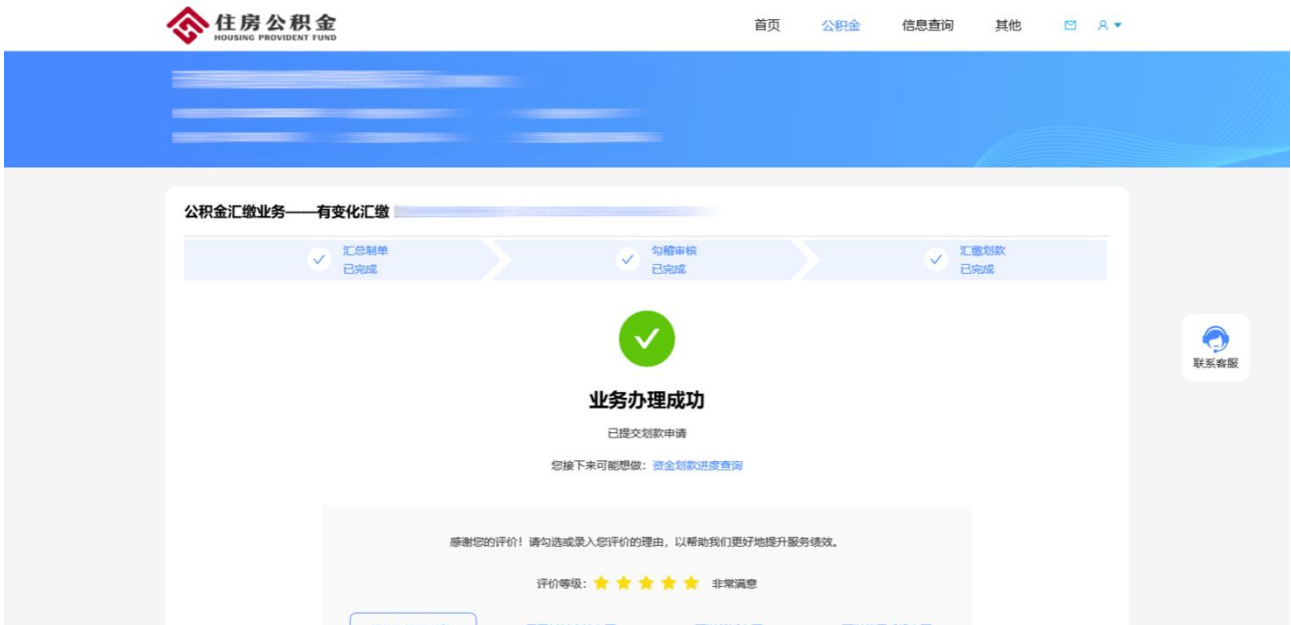 住房公积金
HOUSING PROVIDENT FUND
首页 公积金 信息查询 其他
公积金汇缴业务——有变化汇缴
汇总制单 勾稽审核 汇缴划款
已完成 已完成 已完成
联系客服
业务办理成功
已提交划款申请
您接下来可能想做：资金划款进度查询
感谢您的评价！请勾选或录入您评价的理由，以帮助我们更好地提升服务绩效。
评价等级： 非常满意